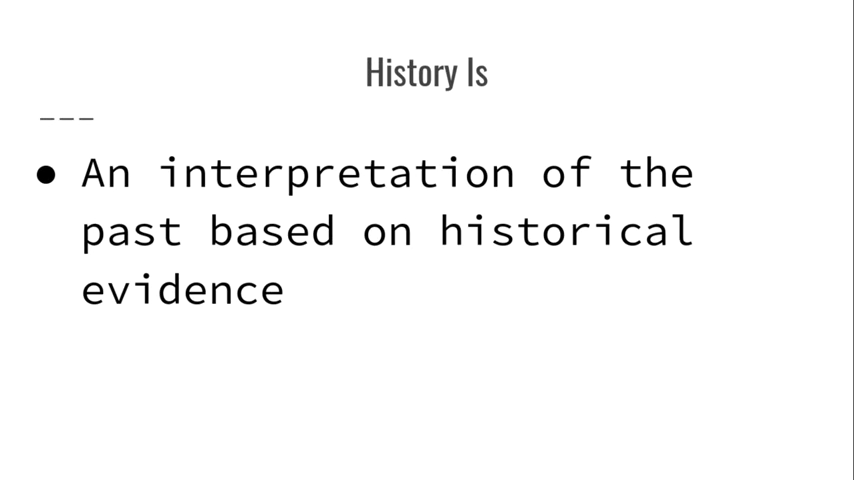 History Is
---
● An interpretation of the
past based on historical
evidence